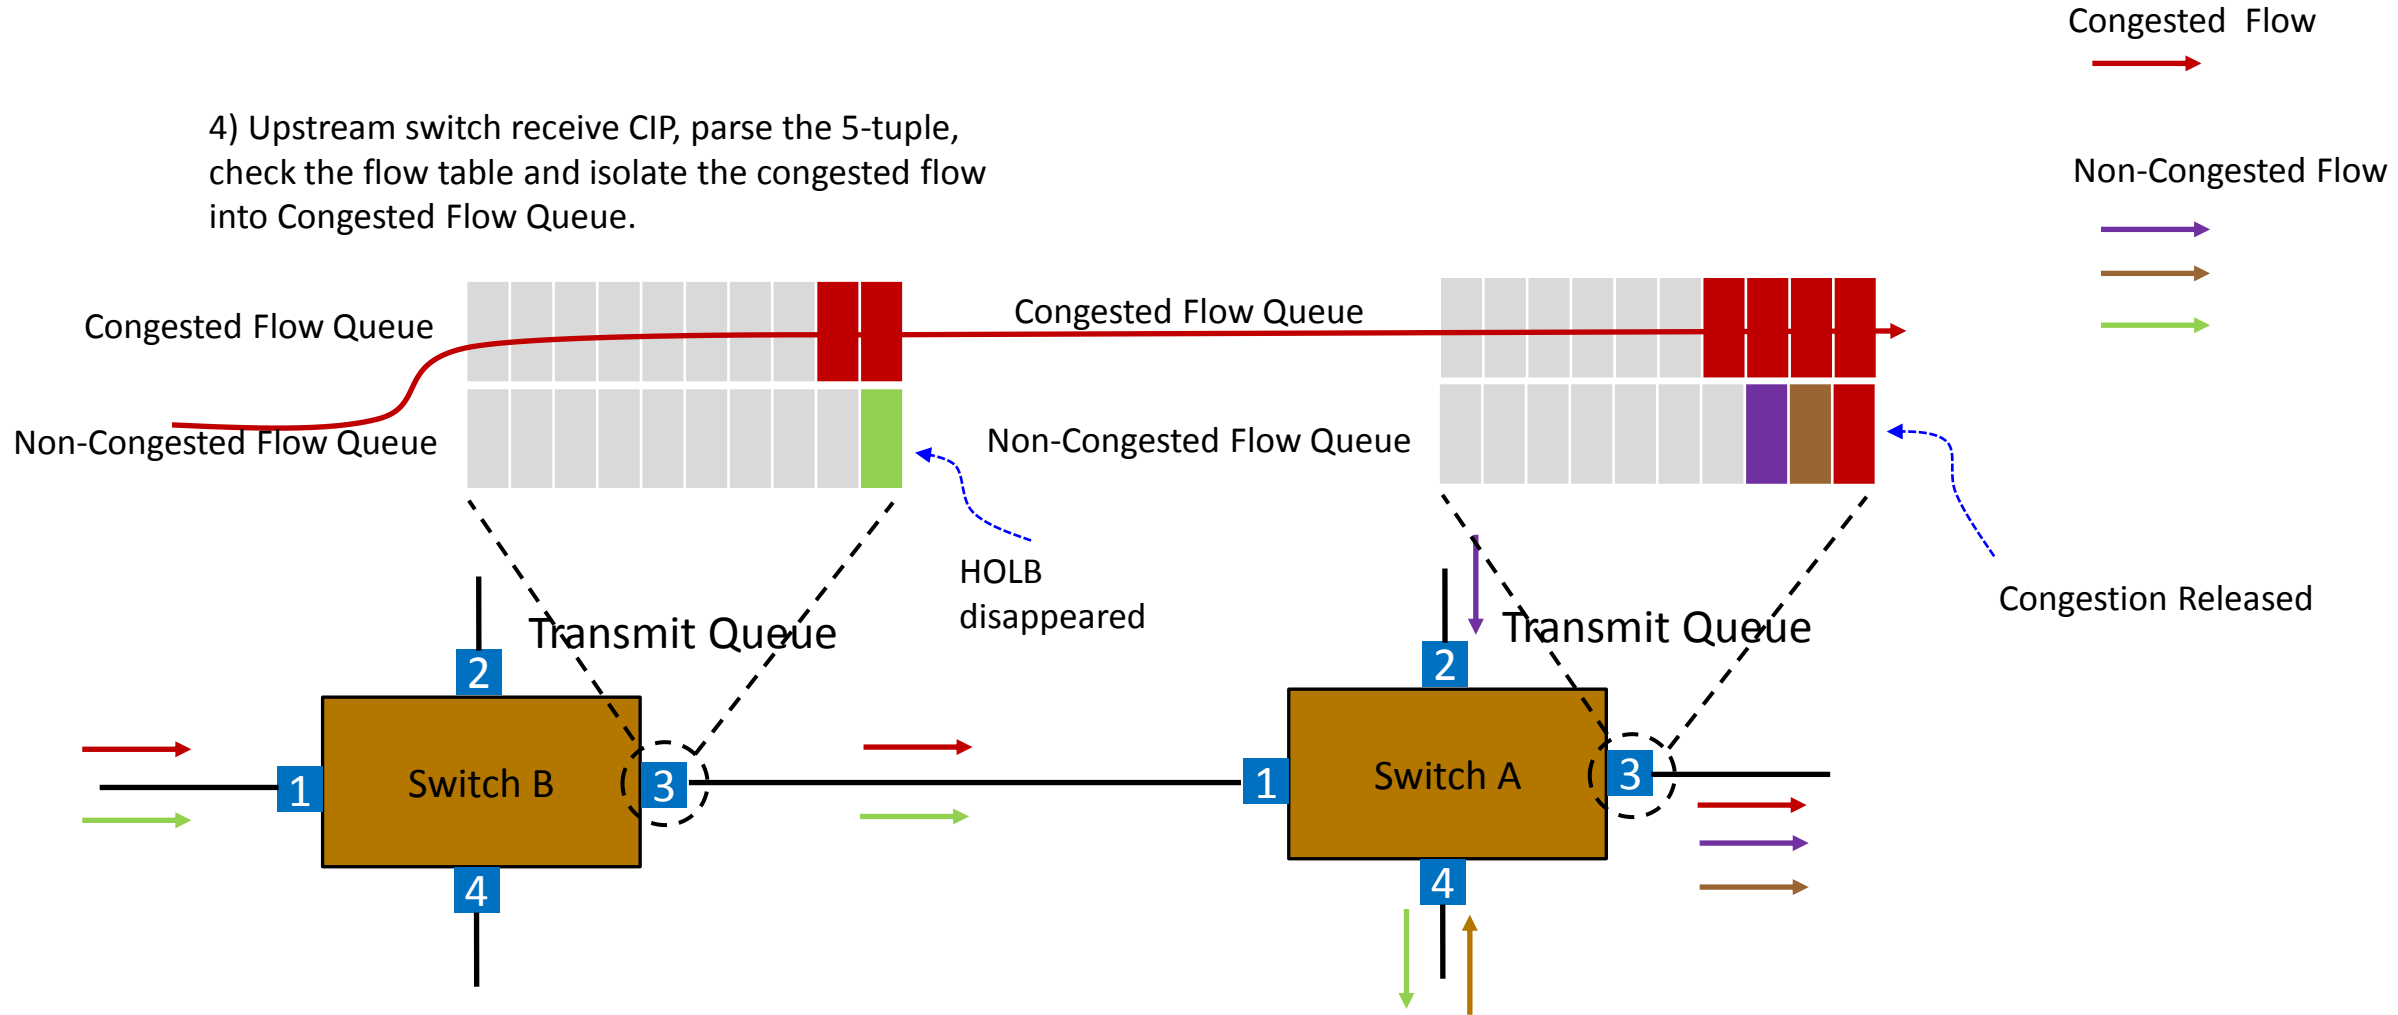 Congested  Flow
4) Upstream switch receive CIP, parse the 5-tuple,
check the flow table and isolate the congested flow
into Congested Flow Queue.
Non-Congested Flow
Congested Flow Queue
Congested Flow Queue
Non-Congested Flow Queue
Non-Congested Flow Queue
HOLB
disappeared
Congestion Released
Transmit Queue
Transmit Queue
2
2
Switch B
Switch A
1
3
1
3
4
4